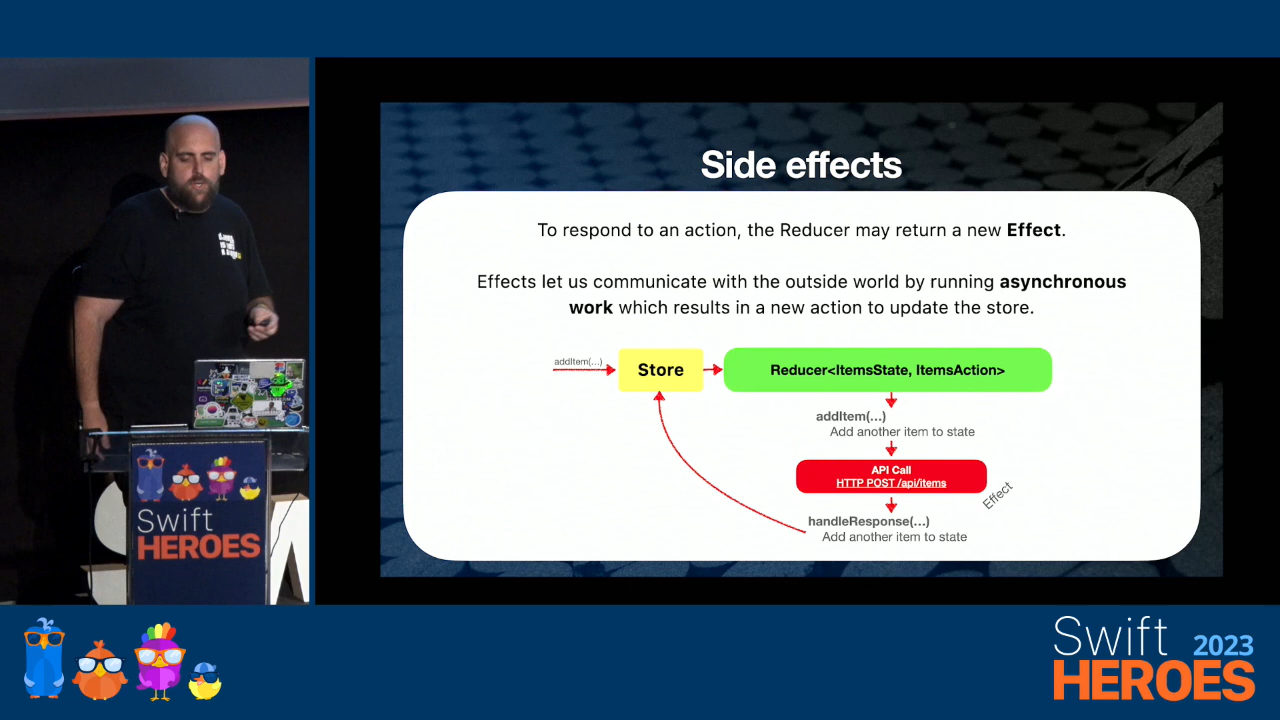 Side effects
To respond to an action, the Reducer may return a new Effect.
Effects let us communicate with the outside world by running asynchronous
work which results in a new action to update the store.
addItem(...)
Store
Reducer<ItemsState, ItemsAction>
addItem(...)
Add another item to state
API Call
HTTP POST /api/items
Effect
handleResponse(...)
Add another item to state
Swift
HEROES
Swift 2023
HEROES